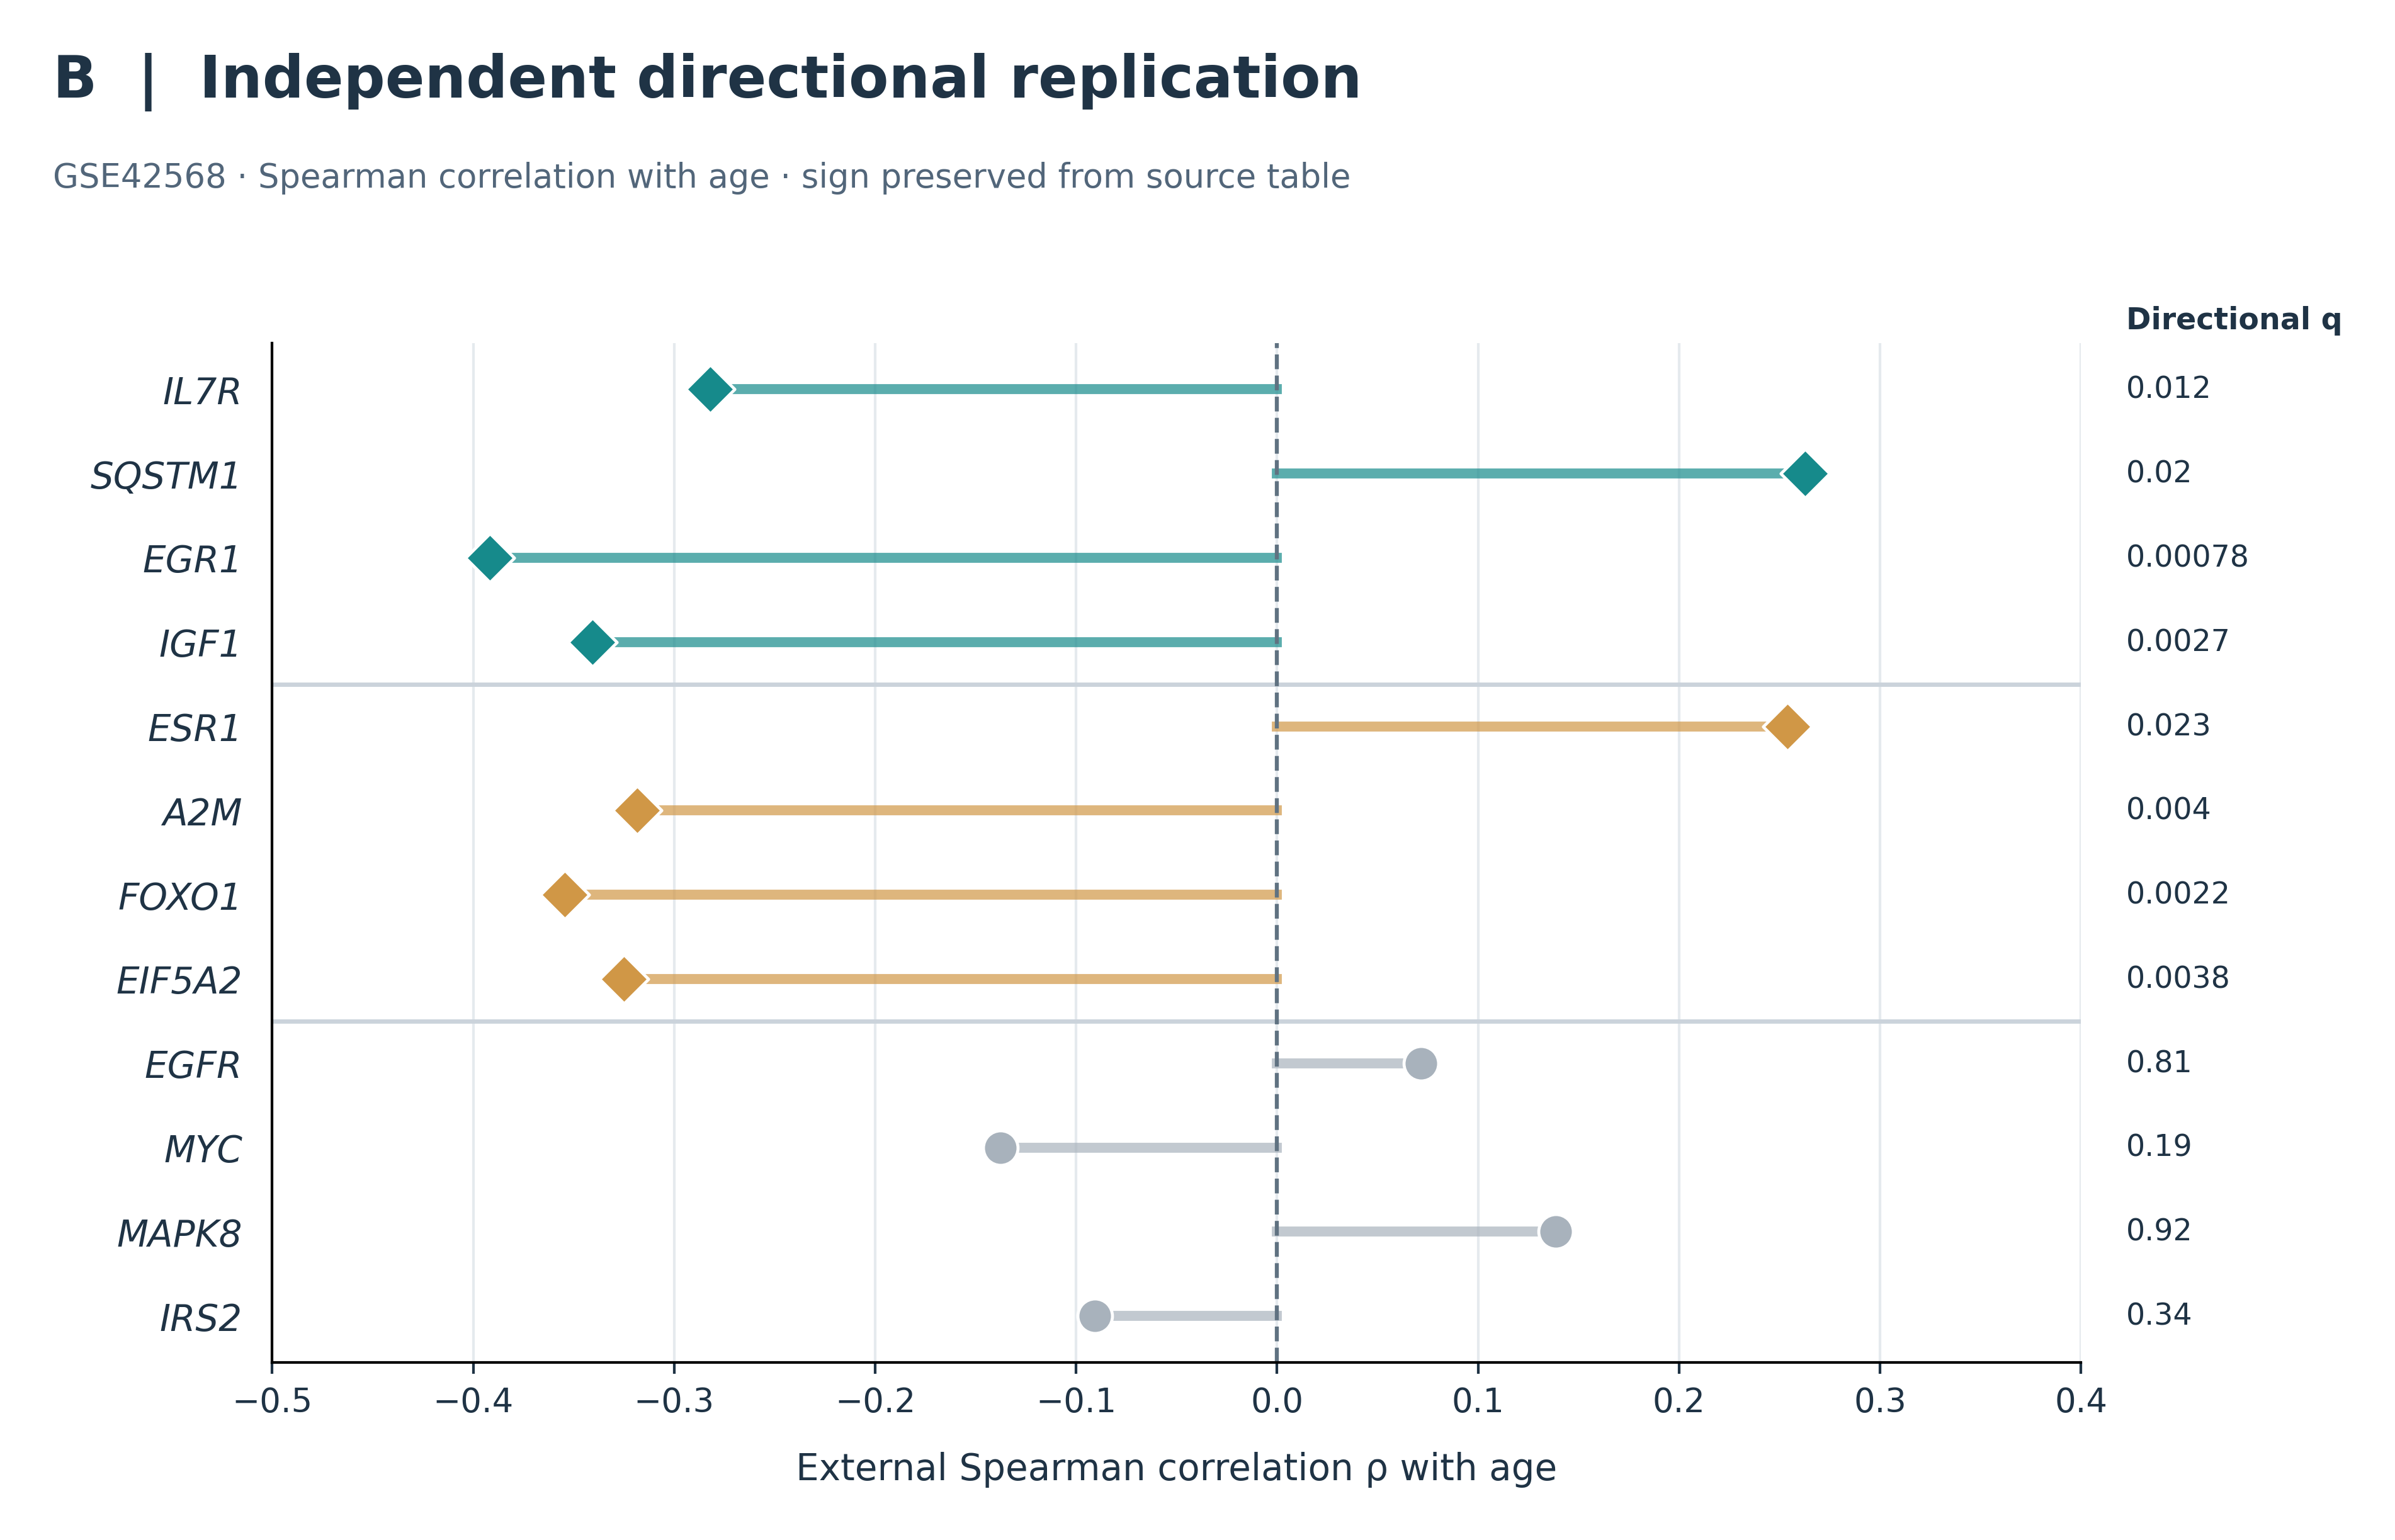 B | Independent directional replication
GSE42568 · Spearman correlation with age · sign preserved from source table
Directional q
IL7R 0.012
SQSTM1 0.02
EGR1 0.00078
IGF1 0.0027
ESR1 0.023
A2M 0.004
FOXO1 0.0022
EIF5A2 0.0038
EGFR 0.81
MYC 0.19
MAPK8 0.92
IRS2 0.34
−0.5 −0.4 −0.3 −0.2 −0.1 0.0 0.1 0.2 0.3 0.4
External Spearman correlation ρ with age